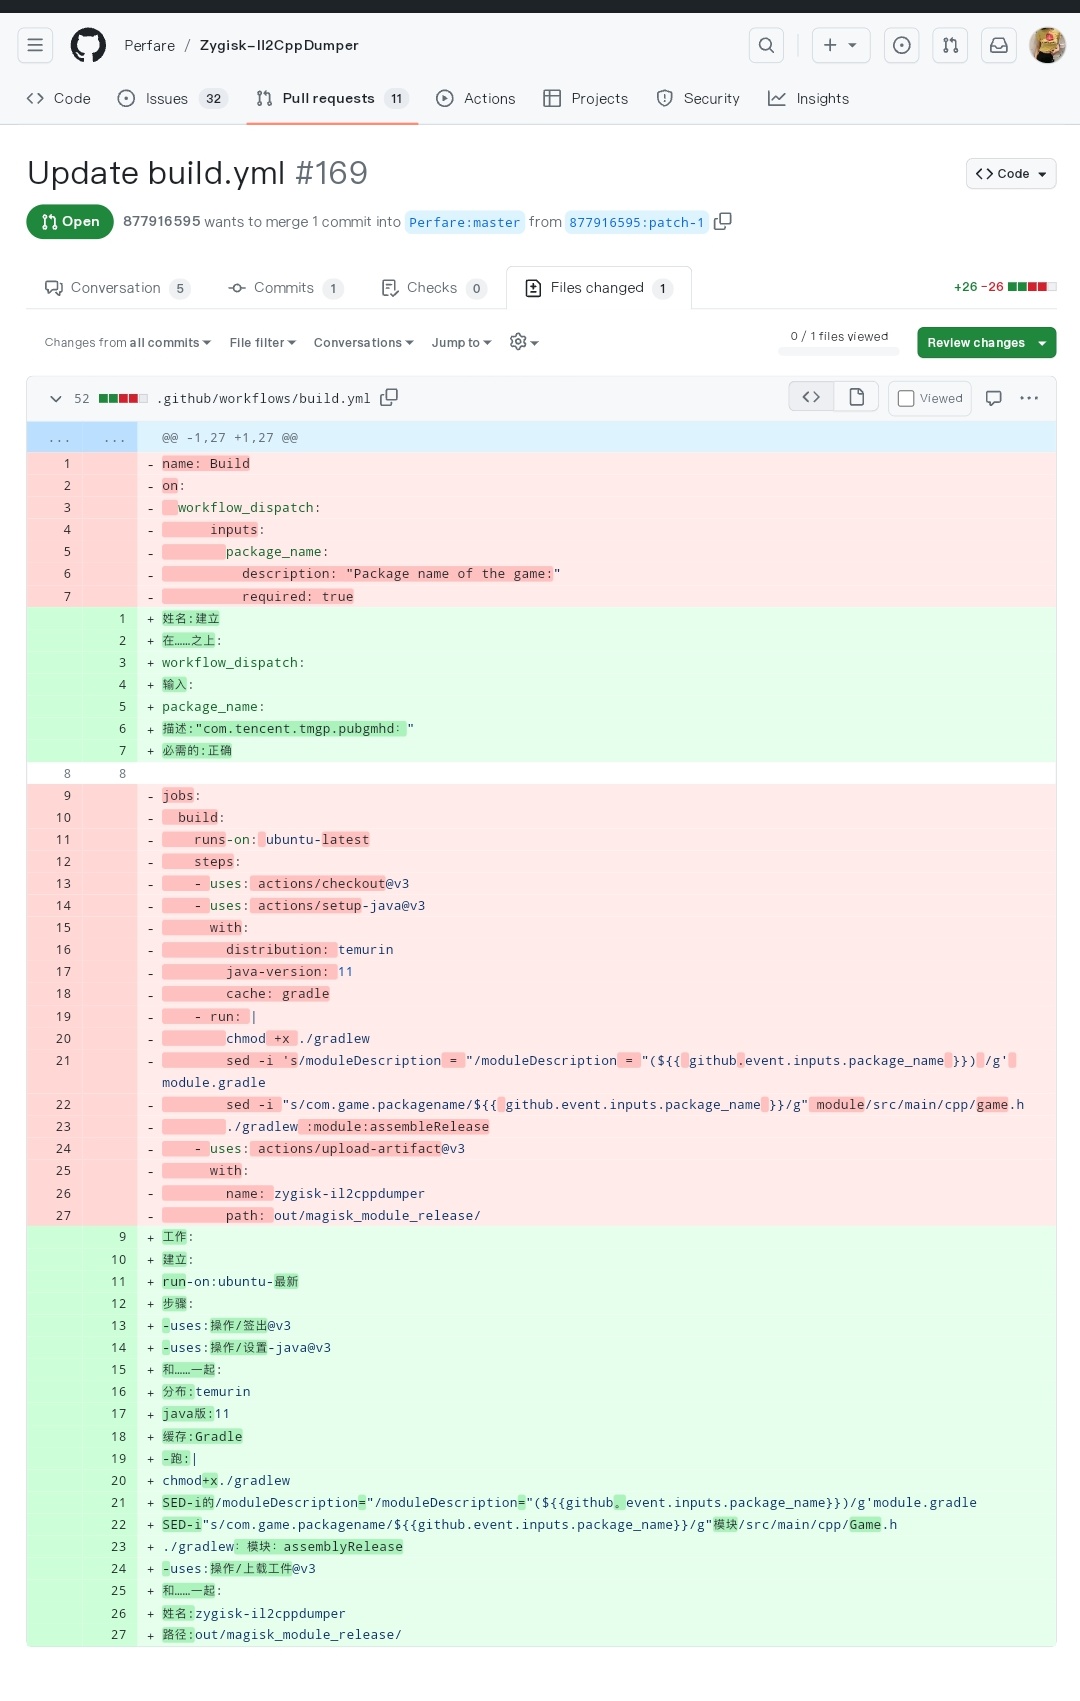 Perfare / Zygisk-Il2CppDumper
Code Issues 32 Pull requests 11 Actions Projects Security Insights
Update build.yml #169
Code
Open 877916595 wants to merge 1 commit into Perfare:master from 877916595:patch-1
Conversation 5 Commits 1 Checks 0 Files changed 1 +26 −26
Changes from all commits File filter Conversations Jump to 0 / 1 files viewed Review changes
52 .github/workflows/build.yml Viewed
... ... @@ -1,27 +1,27 @@
1 - name: Build
2 - on:
3 - workflow_dispatch:
4 - inputs:
5 - package_name:
6 - description: "Package name of the game:"
7 - required: true
1 + 姓名:建立
2 + 在……之上:
3 + workflow_dispatch:
4 + 输入:
5 + package_name:
6 + 描述:"com.tencent.tmgp.pubgmhd："
7 + 必需的:正确
8 8
9 - jobs:
10 - build:
11 - runs-on: ubuntu-latest
12 - steps:
13 - - uses: actions/checkout@v3
14 - - uses: actions/setup-java@v3
15 - with:
16 - distribution: temurin
17 - java-version: 11
18 - cache: gradle
19 - - run: |
20 - chmod +x ./gradlew
21 - sed -i 's/moduleDescription = "/moduleDescription = "(${{ github.event.inputs.package_name }}) /g'
module.gradle
22 - sed -i "s/com.game.packagename/${{ github.event.inputs.package_name }}/g" module/src/main/cpp/game.h
23 - ./gradlew :module:assembleRelease
24 - - uses: actions/upload-artifact@v3
25 - with:
26 - name: zygisk-il2cppdumper
27 - path: out/magisk_module_release/
9 + 工作:
10 + 建立:
11 + run-on:ubuntu-最新
12 + 步骤:
13 + -uses:操作/签出@v3
14 + -uses:操作/设置-java@v3
15 + 和……一起:
16 + 分布:temurin
17 + java版:11
18 + 缓存:Gradle
19 + -跑:|
20 + chmod+x./gradlew
21 + SED-i的/moduleDescription="/moduleDescription="(${{github。event.inputs.package_name}})/g'module.gradle
22 + SED-i"s/com.game.packagename/${{github.event.inputs.package_name}}/g"模块/src/main/cpp/Game.h
23 + ./gradlew：模块：assemblyRelease
24 + -uses:操作/上载工件@v3
25 + 和……一起:
26 + 姓名:zygisk-il2cppdumper
27 + 路径:out/magisk_module_release/